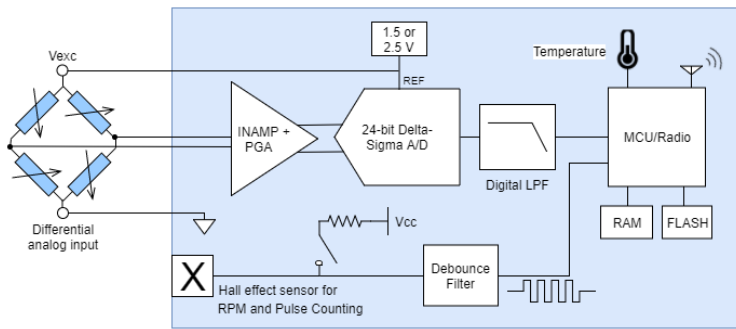 1.5 or
2.5 V
Vexc
REF
Temperature
INAMP +
PGA
24-bit Delta-
Sigma A/D
MCU/Radio
Digital LPF
RAM
FLASH
Differential
analog input
Vcc
X
Hall effect sensor for
RPM and Pulse Counting
Debounce
Filter